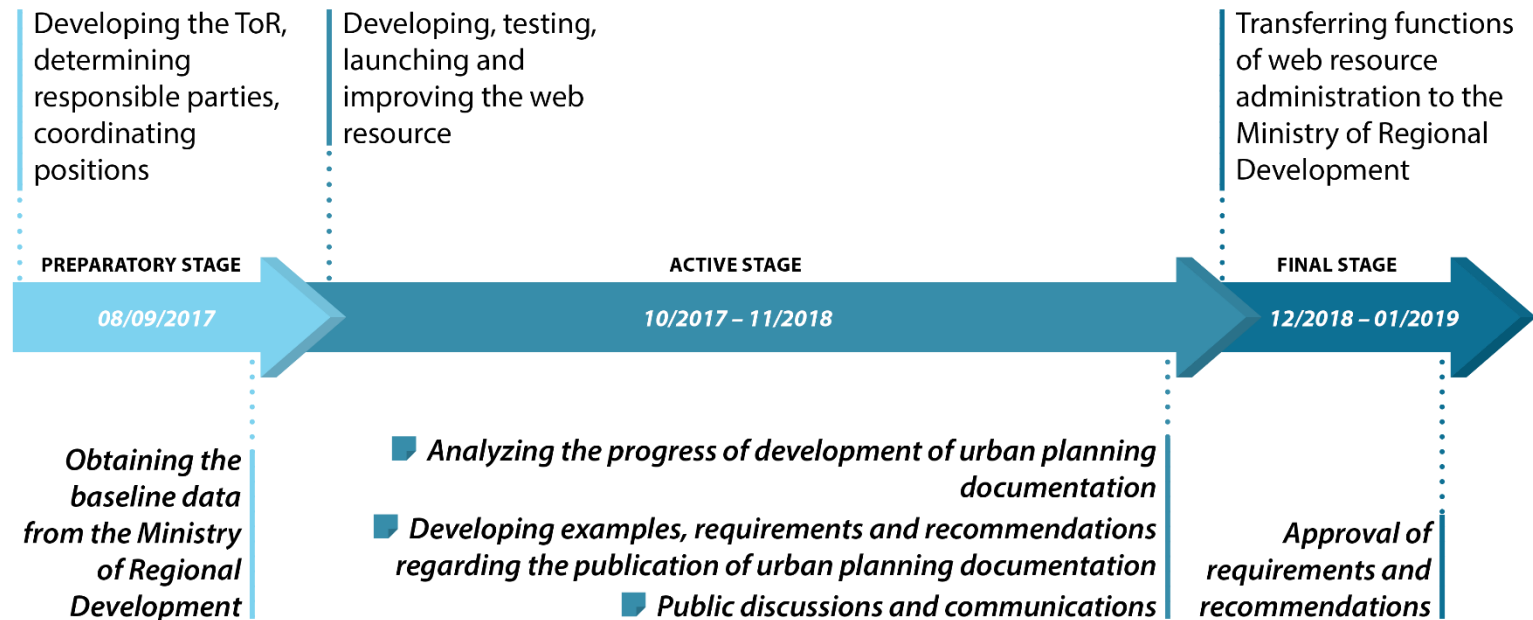 Developing the ToR,
determining
responsible parties,
coordinating
positions
Developing, testing,
launching and
improving the web
resource
Transferring functions
of web resource
administration to the
Ministry of Regional
Development
PREPARATORY STAGE
08/09/2017
ACTIVE STAGE
10/2017 – 11/2018
FINAL STAGE
12/2018 – 01/2019
Obtaining the
baseline data
from the Ministry
of Regional
Development
Analyzing the progress of development of urban planning
documentation
Developing examples, requirements and recommendations
regarding the publication of urban planning documentation
Public discussions and communications
Approval of
requirements and
recommendations